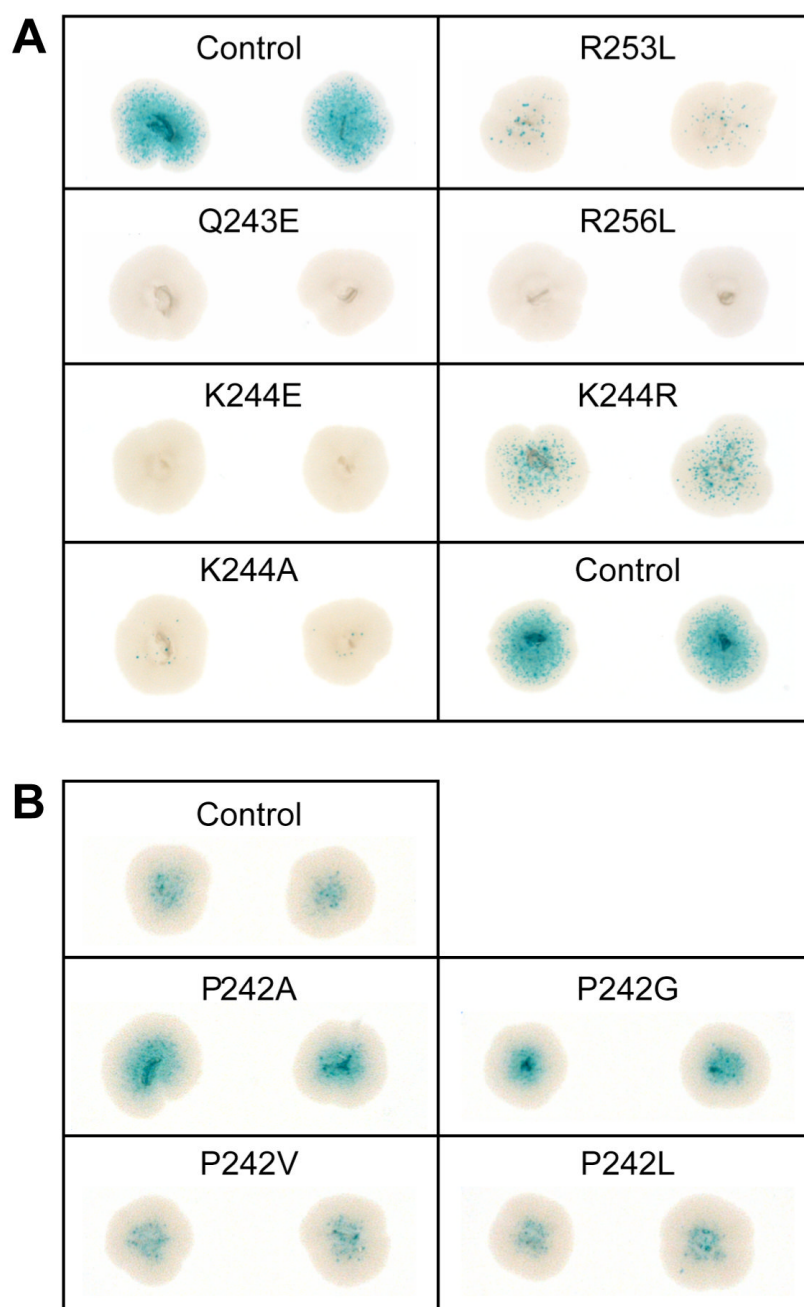 A
Control
R253L
Q243E
R256L
K244E
K244R
K244A
Control
B
Control
P242A
P242G
P242V
P242L